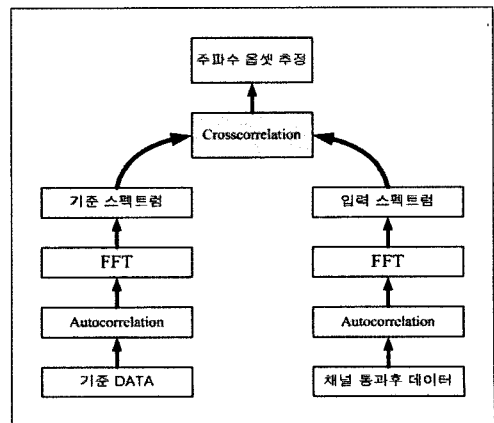 주파수 옵셋 추정
Crosscorrelation
기준 스펙트럼
입력 스펙트럼
FFT
FFT
Autocorrelation
Autocorrelation
기준 DATA
채널 통과후 데이터